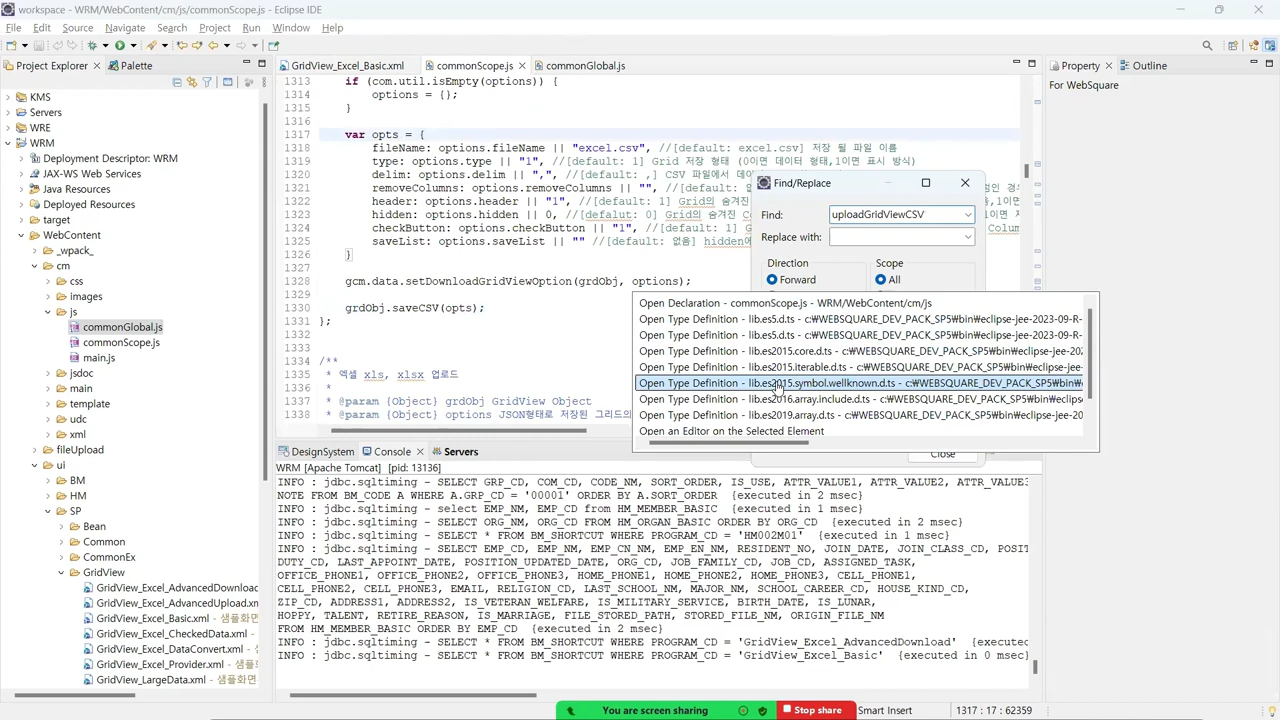 workspace - WRM/WebContent/cm/js/commonScope.js - Eclipse IDE
File Edit Source Navigate Search Project Run Window Help
Project Explorer
Palette
KMS
Servers
WRE
WRM
Deployment Descriptor: WRM
JAX-WS Web Services
Java Resources
Deployed Resources
target
WebContent
_wpack_
cm
css
images
js
commonGlobal.js
commonScope.js
main.js
jsdoc
main
template
udc
xml
fileUpload
ui
BM
HM
SP
Bean
Common
CommonEx
GridView
GridView_Excel_AdvancedDownload
GridView_Excel_AdvancedUpload.xm
GridView_Excel_Basic.xml - 샘플화면
GridView_Excel_CheckedData.xml -
GridView_Excel_DataConvert.xml - 샘
GridView_Excel_Provider.xml - 샘플
GridView_LargeData.xml - 샘플화면
GridView_Excel_Basic.xml
commonScope.js
commonGlobal.js
1313 if (com.util.isEmpty(options)) {
1314 options = {};
1315 }
1316
1317 var opts = {
1318 fileName: options.fileName || "excel.csv", //[default: excel.csv] 저장 될 파일 이름
1319 type: options.type || "1", //[default: 1] Grid 저장 형태 (0이면 데이터 형태,1이면 표시 방식)
1320 delim: options.delim || ",", //[default: ,] CSV 파일에서 데
1321 removeColumns: options.removeColumns || "", //[default:
1322 header: options.header || "1", //[default: 1] Grid의 숨겨진
1323 hidden: options.hidden || 0, //[defalut: 0] Grid의 숨겨진
1324 checkButton: options.checkButton || "1", //[default: 1] G
1325 saveList: options.saveList || "" //[default: 없음] hidden에
1326 }
1327
1328 gcm.data.setDownloadGridViewOption(grdObj, options);
1329
1330 grdObj.saveCSV(opts);
1331 };
1332
1333
1334 /**
1335 * 엑셀 xls, xlsx 업로드
1336 *
1337 * @param {Object} grdObj GridView Object
1338 * @param {Object} options JSON형태로 저장된 그리드의
Find/Replace
Find: uploadGridViewCSV
Replace with:
Direction
Scope
Forward
All
Close
Open Declaration - commonScope.js - WRM/WebContent/cm/js
Open Type Definition - lib.es5.d.ts - c:₩WEBSQUARE_DEV_PACK_SP5₩bin₩eclipse-jee-2023-09-R-
Open Type Definition - lib.es5.d.ts - c:₩WEBSQUARE_DEV_PACK_SP5₩bin₩eclipse-jee-2023-09-R-
Open Type Definition - lib.es2015.core.d.ts - c:₩WEBSQUARE_DEV_PACK_SP5₩bin₩eclipse-jee-202
Open Type Definition - lib.es2015.iterable.d.ts - c:₩WEBSQUARE_DEV_PACK_SP5₩bin₩eclipse-jee-
Open Type Definition - lib.es2015.symbol.wellknown.d.ts - c:₩WEBSQUARE_DEV_PACK_SP5₩bin₩e
Open Type Definition - lib.es2016.array.include.d.ts - c:₩WEBSQUARE_DEV_PACK_SP5₩bin₩eclips
Open Type Definition - lib.es2019.array.d.ts - c:₩WEBSQUARE_DEV_PACK_SP5₩bin₩eclipse-jee-20
Open an Editor on the Selected Element
Property
Outline
For WebSquare
DesignSystem
Console
Servers
WRM [Apache Tomcat] [pid: 13136]
INFO : jdbc.sqltiming - SELECT GRP_CD, COM_CD, CODE_NM, SORT_ORDER, IS_USE, ATTR_VALUE1, ATTR_VALUE2, ATTR_VALUE3
NOTE FROM BM_CODE A WHERE A.GRP_CD = '00001' ORDER BY A.SORT_ORDER {executed in 2 msec}
INFO : jdbc.sqltiming - select EMP_NM, EMP_CD from HM_MEMBER_BASIC {executed in 1 msec}
INFO : jdbc.sqltiming - SELECT ORG_NM, ORG_CD FROM HM_ORGAN_BASIC ORDER BY ORG_CD {executed in 2 msec}
INFO : jdbc.sqltiming - SELECT * FROM BM_SHORTCUT WHERE PROGRAM_CD = 'HM002M01' {executed in 1 msec}
INFO : jdbc.sqltiming - SELECT EMP_CD, EMP_NM, EMP_CN_NM, EMP_EN_NM, RESIDENT_NO, JOIN_DATE, JOIN_CLASS_CD, POSIT
DUTY_CD, LAST_APPOINT_DATE, POSITION_UPDATED_DATE, ORG_CD, JOB_FAMILY_CD, JOB_CD, ASSIGNED_TASK,
OFFICE_PHONE1, OFFICE_PHONE2, OFFICE_PHONE3, HOME_PHONE1, HOME_PHONE2, HOME_PHONE3, CELL_PHONE1,
CELL_PHONE2, CELL_PHONE3, EMAIL, RELIGION_CD, LAST_SCHOOL_NM, MAJOR_NM, SCHOOL_CAREER_CD, HOUSE_KIND_CD,
ZIP_CD, ADDRESS1, ADDRESS2, IS_VETERAN_WELFARE, IS_MILITARY_SERVICE, BIRTH_DATE, IS_LUNAR,
HOPPY, TALENT, RETIRE_REASON, IS_MARRIAGE, FILE_STORED_PATH, STORED_FILE_NM, ORIGIN_FILE_NM
FROM HM_MEMBER_BASIC ORDER BY EMP_CD {executed in 2 msec}
INFO : jdbc.sqltiming - SELECT * FROM BM_SHORTCUT WHERE PROGRAM_CD = 'GridView_Excel_AdvancedDownload' {executec
INFO : jdbc.sqltiming - SELECT * FROM BM_SHORTCUT WHERE PROGRAM_CD = 'GridView_Excel_Basic' {executed in 0 msec}
You are screen sharing
Stop share
Smart Insert
1317 : 17 : 62359